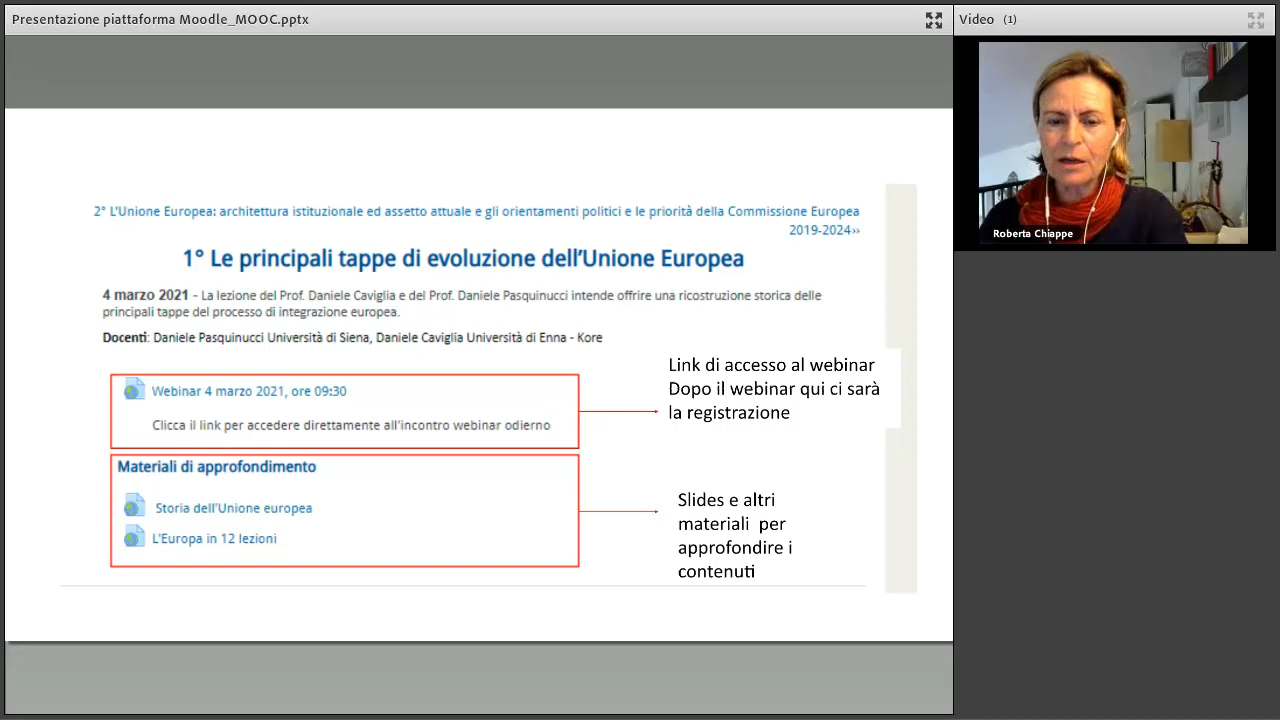 Presentazione piattaforma Moodle_MOOC.pptx
Video (1)
Roberta Chiappe
2° L'Unione Europea: architettura istituzionale ed assetto attuale e gli orientamenti politici e le priorità della Commissione Europea
2019-2024››
1° Le principali tappe di evoluzione dell'Unione Europea
4 marzo 2021 - La lezione del Prof. Daniele Caviglia e del Prof. Daniele Pasquinucci intende offrire una ricostruzione storica delle
principali tappe del processo di integrazione europea.
Docenti: Daniele Pasquinucci Università di Siena, Daniele Caviglia Università di Enna - Kore
Webinar 4 marzo 2021, ore 09:30
Clicca il link per accedere direttamente all'incontro webinar odierno
Link di accesso al webinar
Dopo il webinar qui ci sarà
la registrazione
Materiali di approfondimento
Storia dell'Unione europea
L'Europa in 12 lezioni
Slides e altri
materiali per
approfondire i
contenuti